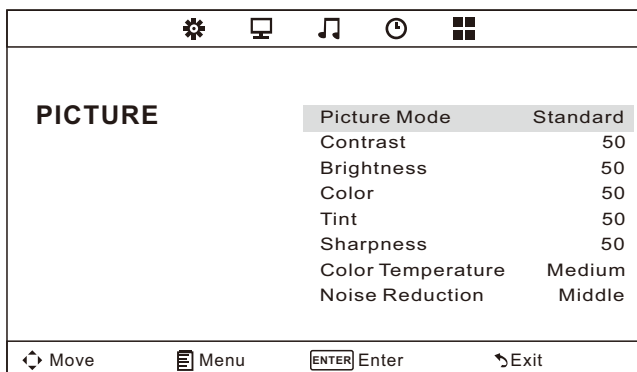 PICTURE
Picture Mode Standard
Contrast 50
Brightness 50
Color 50
Tint 50
Sharpness 50
Color Temperature Medium
Noise Reduction Middle
Move Menu ENTER Enter Exit